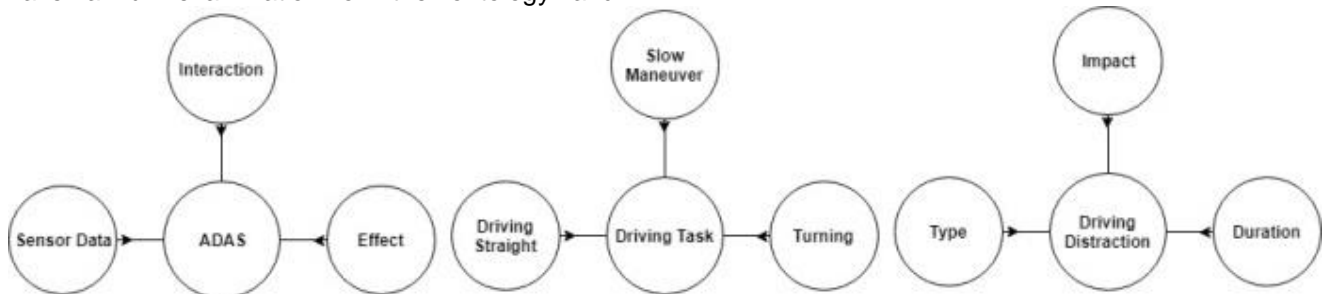 Interaction
Sensor Data
ADAS
Effect
Slow
Maneuver
Driving
Straight
Driving Task
Turning
Impact
Type
Driving
Distraction
Duration